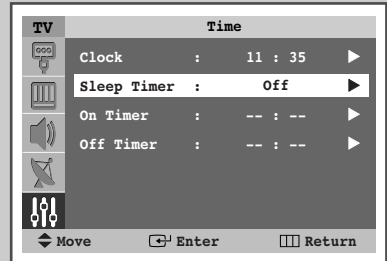 TV Time
Clock : 11 : 35
Sleep Timer : Off
On Timer : -- : --
Off Timer : -- : --
Move Enter Return